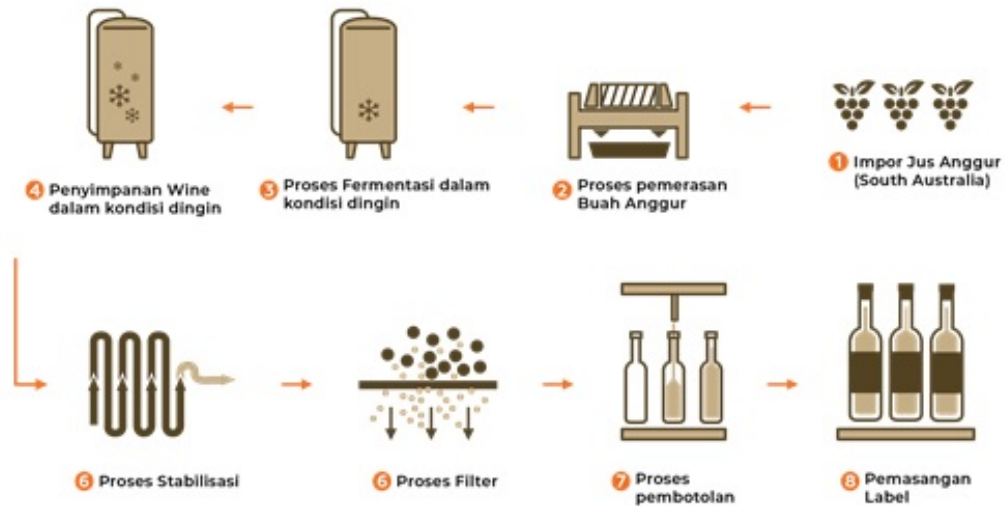 1 Impor Jus Anggur
(South Australia)
2 Proses pemerasan
Buah Anggur
3 Proses Fermentasi dalam
kondisi dingin
4 Penyimpanan Wine
dalam kondisi dingin
6 Proses Stabilisasi
6 Proses Filter
7 Proses
pembotolan
8 Pemasangan
Label